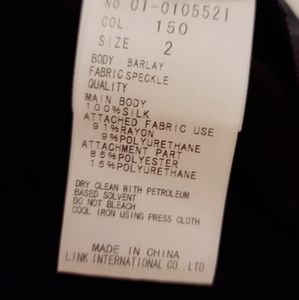 NO. 01-0105521
COL. 150
SIZE 2
BODY BARLAY
FABRIC SPECKLE
QUALITY
MAIN BODY
100%SILK
ATTACHED FABRIC USE
91%RAYON
9%POLYURETHANE
ATTACHMENT PART
85%POLYESTER
15%POLYURETHANE
DRY CLEAN WITH PETROLEUM
BASED SOLVENT
DO NOT BLEACH
COOL IRON USING PRESS CLOTH
MADE IN CHINA
LINK INTERNATIONAL CO.,LTD